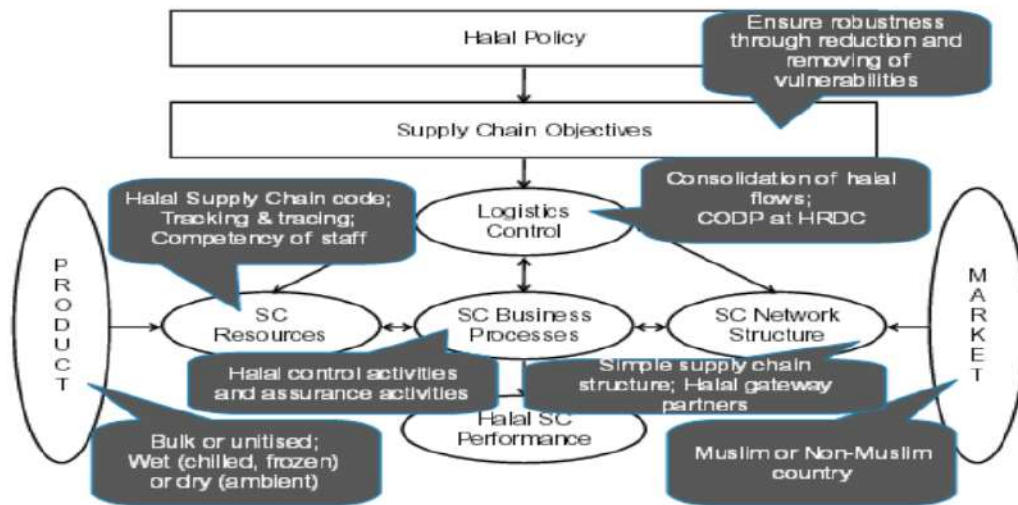 Halal Policy
Ensure robustness
through reduction and
removing of
vulnerabilities
Supply Chain Objectives
Halal Supply Chain code;
Tracking & tracing;
Competency of staff
Logistics
Control
Consolidation of halal
flows;
CODP at HRDC
PRODUCT
SC
Resources
SC Business
Processes
SC Network
Structure
MARKET
Halal control activities
and assurance activities
Simple supply chain
structure; Halal gateway
partners
Halal SC
Performance
Bulk or unitised;
Wet (chilled, frozen)
or dry (ambient)
Muslim or Non-Muslim
country